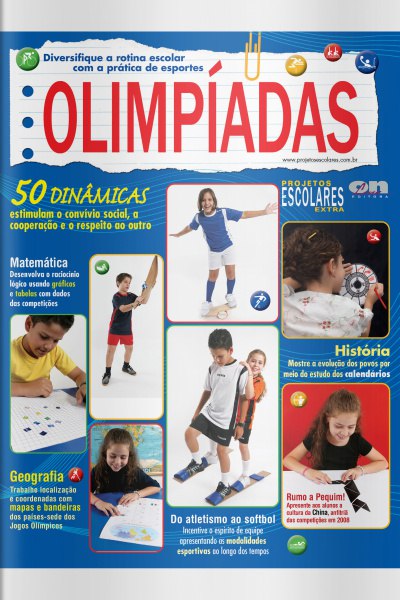 Diversifique a rotina escolar
com a prática de esportes
OLIMPÍADAS
www.projetosescolares.com.br
50 DINÂMICAS
estimulam o convívio social, a
cooperação e o respeito ao outro
PROJETOS
ESCOLARES
EXTRA
on
EDITORA
Matemática
Desenvolva o raciocínio
lógico usando gráficos
e tabelas com dados
das competições
História
Mostre a evolução dos povos por
meio do estudo dos calendários
Geografia
Trabalhe localização
e coordenadas com
mapas e bandeiras
dos países-sede dos
Jogos Olímpicos
Do atletismo ao softbol
Incentive o espírito de equipe
apresentando as modalidades
esportivas ao longo dos tempos
Rumo a Pequim!
Apresente aos alunos a
cultura da China, anfitriã
das competições em 2008